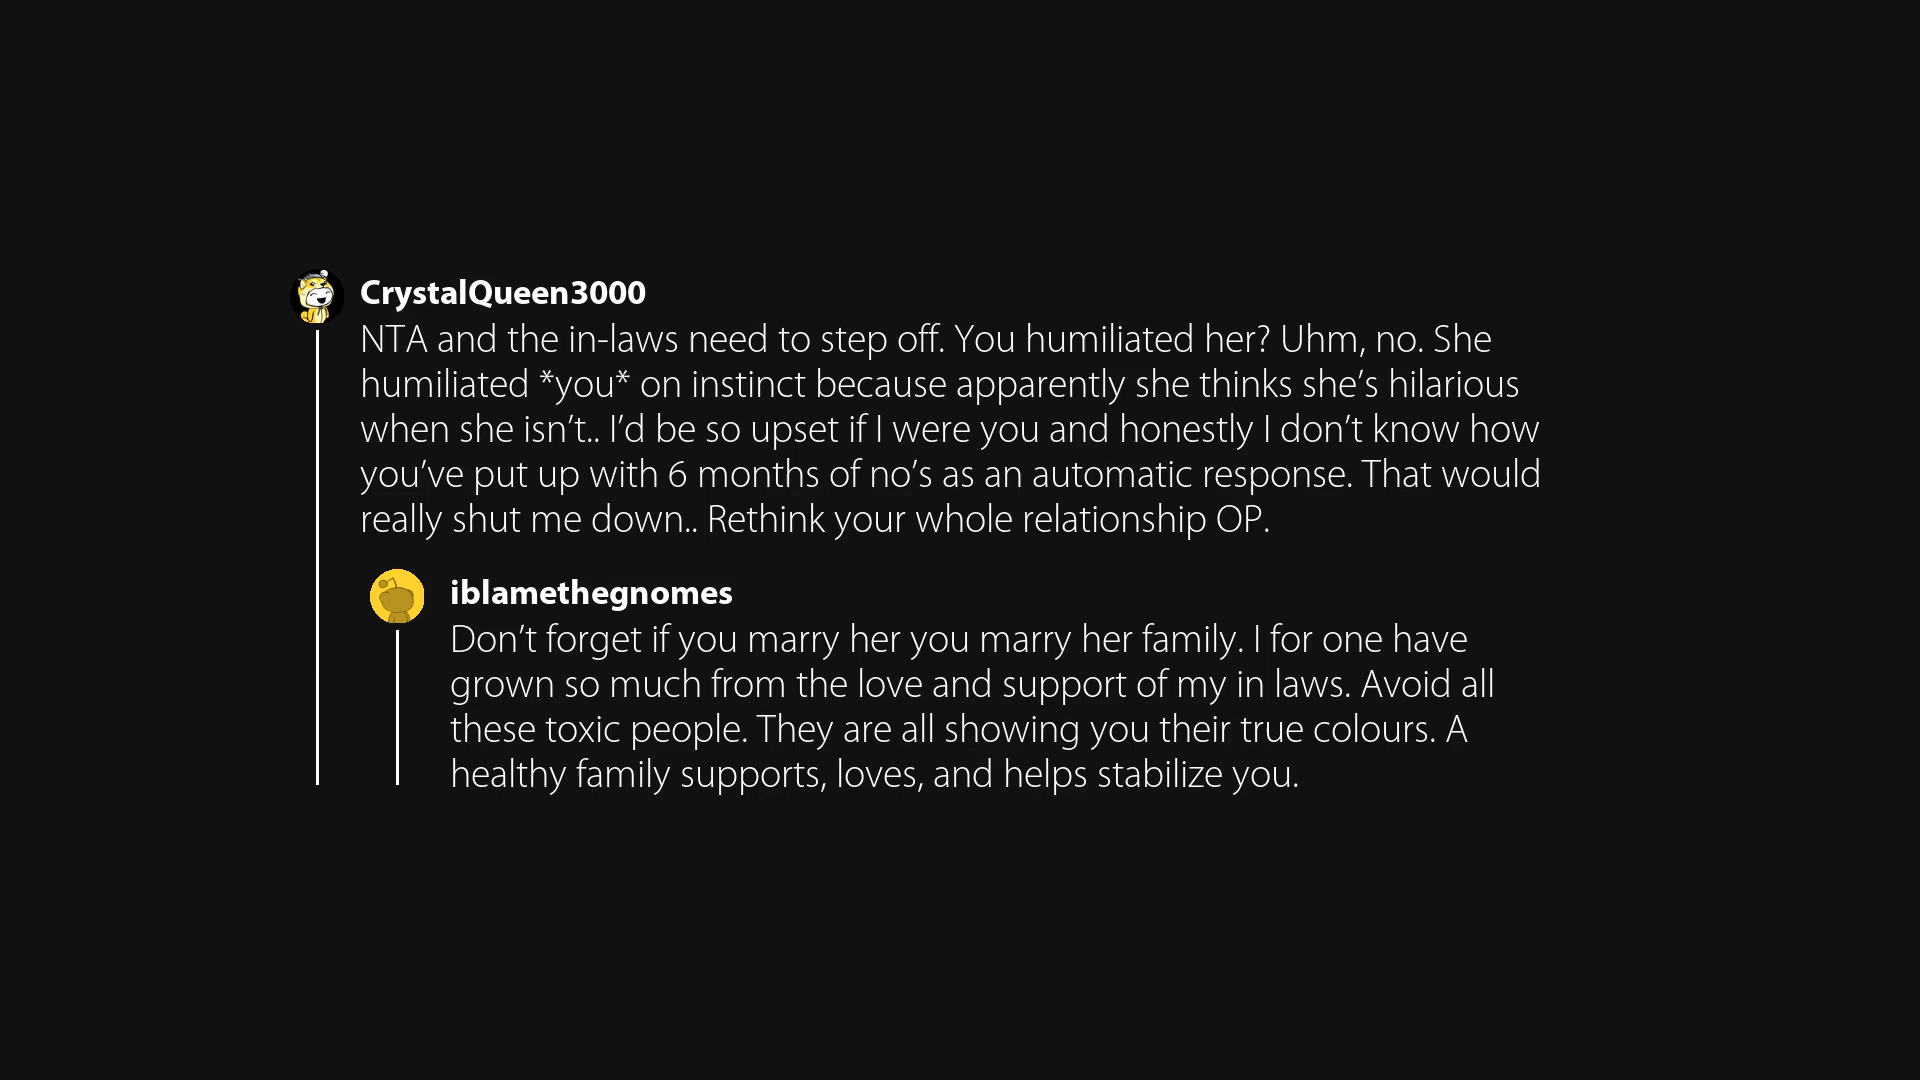 CrystalQueen3000
NTA and the in-laws need to step off. You humiliated her? Uhm, no. She
humiliated *you* on instinct because apparently she thinks she’s hilarious
when she isn’t.. I’d be so upset if I were you and honestly I don’t know how
you’ve put up with 6 months of no’s as an automatic response. That would
really shut me down.. Rethink your whole relationship OP.
iblamethegnomes
Don’t forget if you marry her you marry her family. I for one have
grown so much from the love and support of my in laws. Avoid all
these toxic people. They are all showing you their true colours. A
healthy family supports, loves, and helps stabilize you.